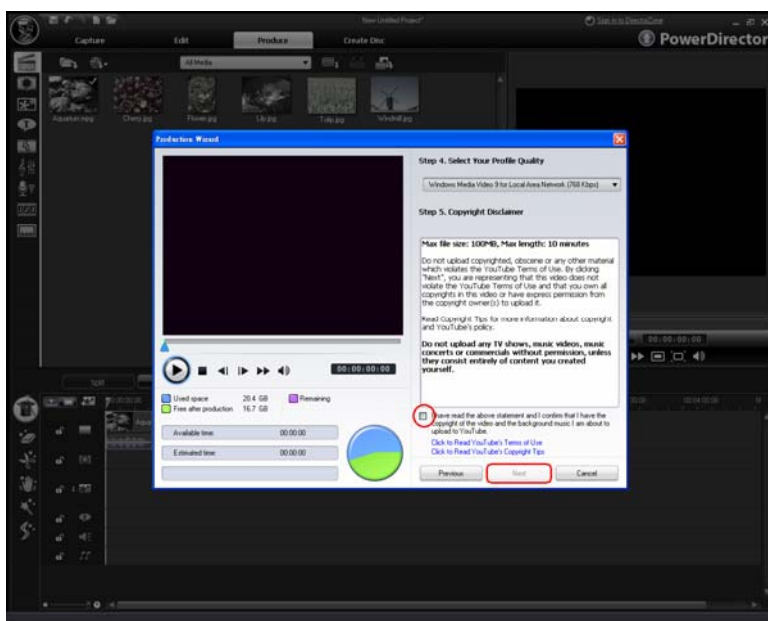 New Untitled Project*
Sign in to DirectorZone
Capture
Edit
Produce
Create Disc
PowerDirector
All Media
Aquarium.mpg
Cherry.jpg
Flower.jpg
Lily.jpg
Tulip.jpg
Windmill.jpg
Production Wizard
Step 4. Select Your Profile Quality
Windows Media Video 9 for Local Area Network (768 Kbps)
Step 5. Copyright Disclaimer
Max file size: 100MB, Max length: 10 minutes
Do not upload copyrighted, obscene or any other material
which violates the YouTube Terms of Use. By clicking
"Next", you are representing that this video does not
violate the YouTube Terms of Use and that you own all
copyrights in this video or have express permission from
the copyright owner(s) to upload it.
Read Copyright Tips for more information about copyright
and YouTube's policy.
Do not upload any TV shows, music videos, music
concerts or commercials without permission, unless
they consist entirely of content you created
yourself.
00:00:00:00
00:00:00:00
Used space 20.4 GB
Remaining
Free after production 16.7 GB
Available time: 00:00:00
Estimated time: 00:00:00
I have read the above statement and I confirm that I have the
copyright of the video and the background music I am about to
upload to YouTube.
Click to Read YouTube's Terms of Use
Click to Read YouTube's Copyright Tips
Previous
Next
Cancel
Split